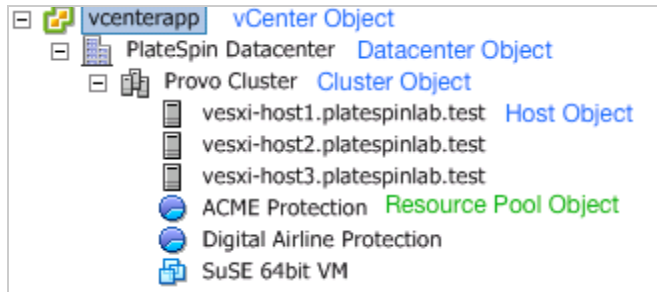 vcenterapp vCenter Object
PlateSpin Datacenter Datacenter Object
Provo Cluster Cluster Object
vesxi-host1.platespinlab.test Host Object
vesxi-host2.platespinlab.test
vesxi-host3.platespinlab.test
ACME Protection Resource Pool Object
Digital Airline Protection
SuSE 64bit VM